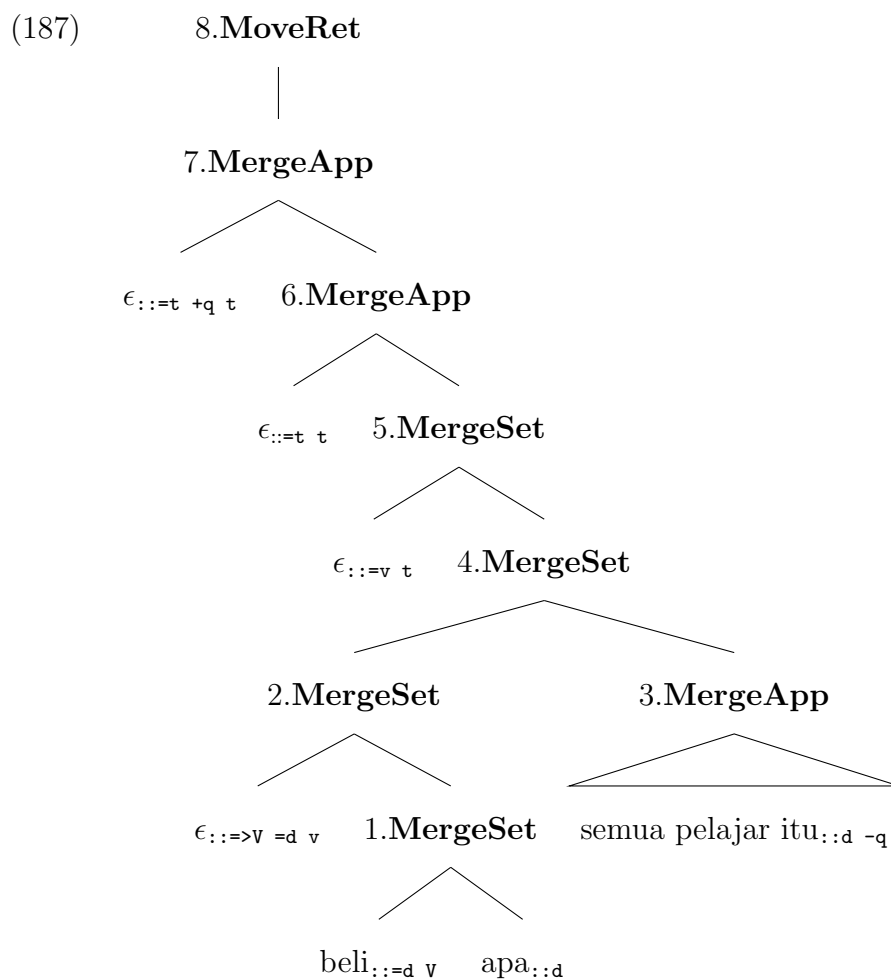 (187) 8.MoveRet
7.MergeApp
ϵ::=t +q t 6.MergeApp
ϵ::=t t 5.MergeSet
ϵ::=v t 4.MergeSet
2.MergeSet 3.MergeApp
ϵ::=>V =d v 1.MergeSet semua pelajar itu::d -q
beli::=d V apa::d